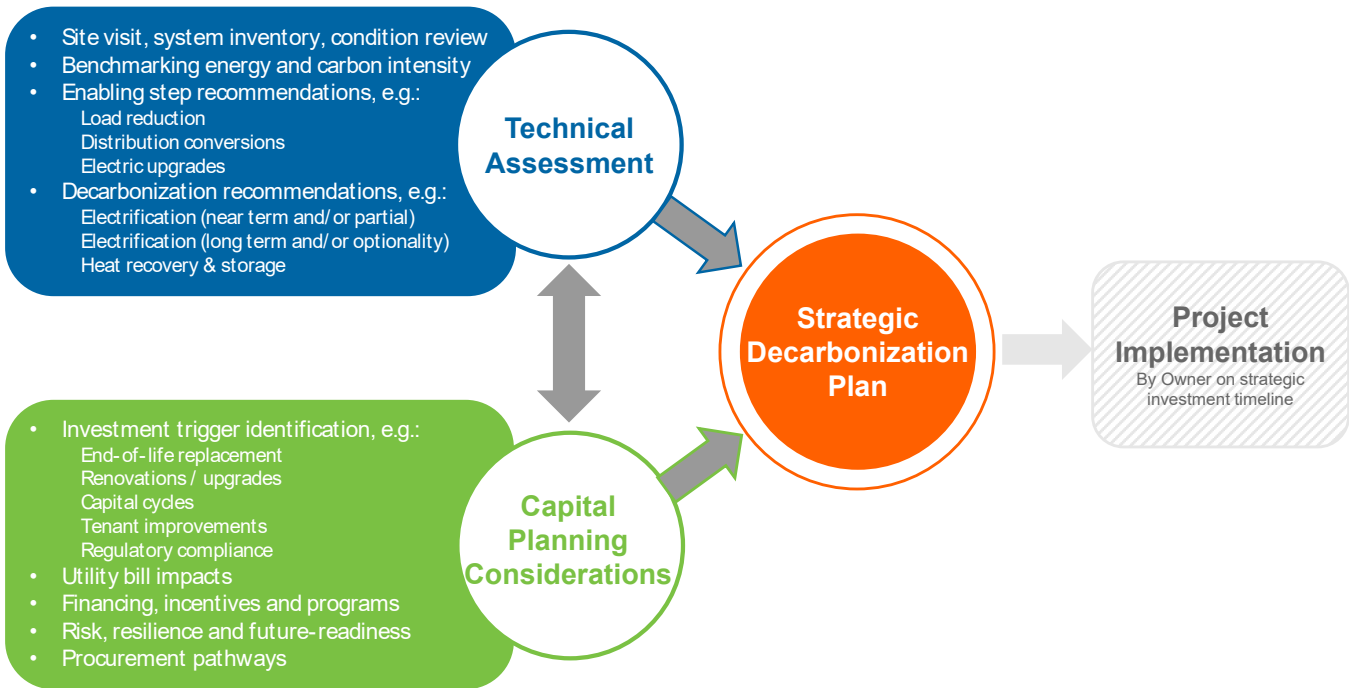 • Site visit, system inventory, condition review
• Benchmarking energy and carbon intensity
• Enabling step recommendations, e.g.:
Load reduction
Distribution conversions
Electric upgrades
• Decarbonization recommendations, e.g.:
Electrification (near term and/or partial)
Electrification (long term and/or optionality)
Heat recovery & storage
Technical
Assessment
• Investment trigger identification, e.g.:
End-of-life replacement
Renovations / upgrades
Capital cycles
Tenant improvements
Regulatory compliance
• Utility bill impacts
• Financing, incentives and programs
• Risk, resilience and future-readiness
• Procurement pathways
Capital
Planning
Considerations
Strategic
Decarbonization
Plan
Project
Implementation
By Owner on strategic
investment timeline